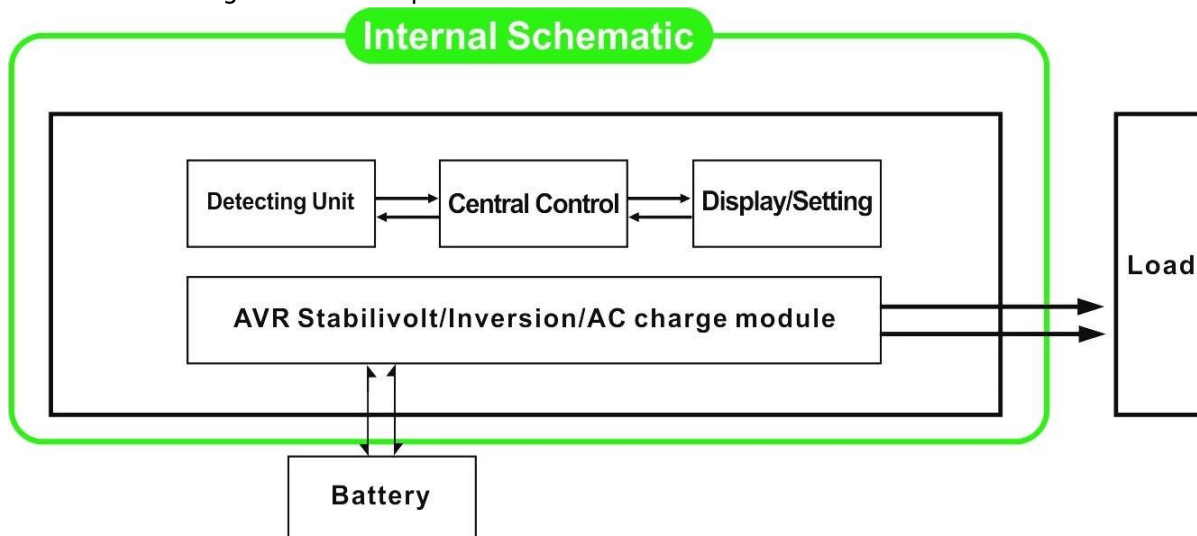 Internal Schematic
Detecting Unit
Central Control
Display/Setting
Load
AVR Stabilivolt/Inversion/AC charge module
Battery